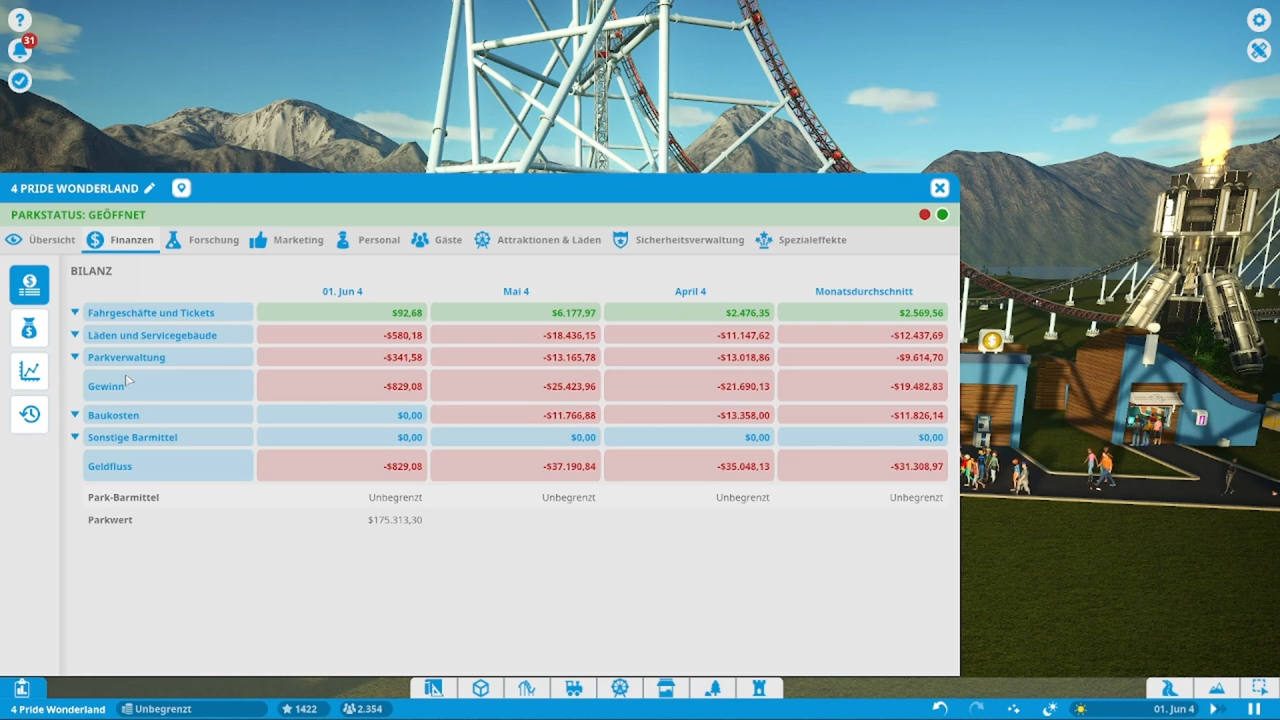 ?
31
4 PRIDE WONDERLAND
PARKSTATUS: GEÖFFNET
Übersicht Finanzen Forschung Marketing Personal Gäste Attraktionen & Läden Sicherheitsverwaltung Spezialeffekte
BILANZ
01. Jun 4 Mai 4 April 4 Monatsdurchschnitt
Fahrgeschäfte und Tickets $92,68 $6.177,97 $2.476,35 $2.569,56
Läden und Servicegebäude -$580,18 -$18.436,15 -$11.147,62 -$12.437,69
Parkverwaltung -$341,58 -$13.165,78 -$13.018,86 -$9.614,70
Gewinn -$829,08 -$25.423,96 -$21.690,13 -$19.482,83
Baukosten $0,00 -$11.766,88 -$13.358,00 -$11.826,14
Sonstige Barmittel $0,00 $0,00 $0,00 $0,00
Geldfluss -$829,08 -$37.190,84 -$35.048,13 -$31.308,97
Park-Barmittel Unbegrenzt Unbegrenzt Unbegrenzt Unbegrenzt
Parkwert $175.313,30
4 Pride Wonderland Unbegrenzt 1422 2.354 01. Jun 4